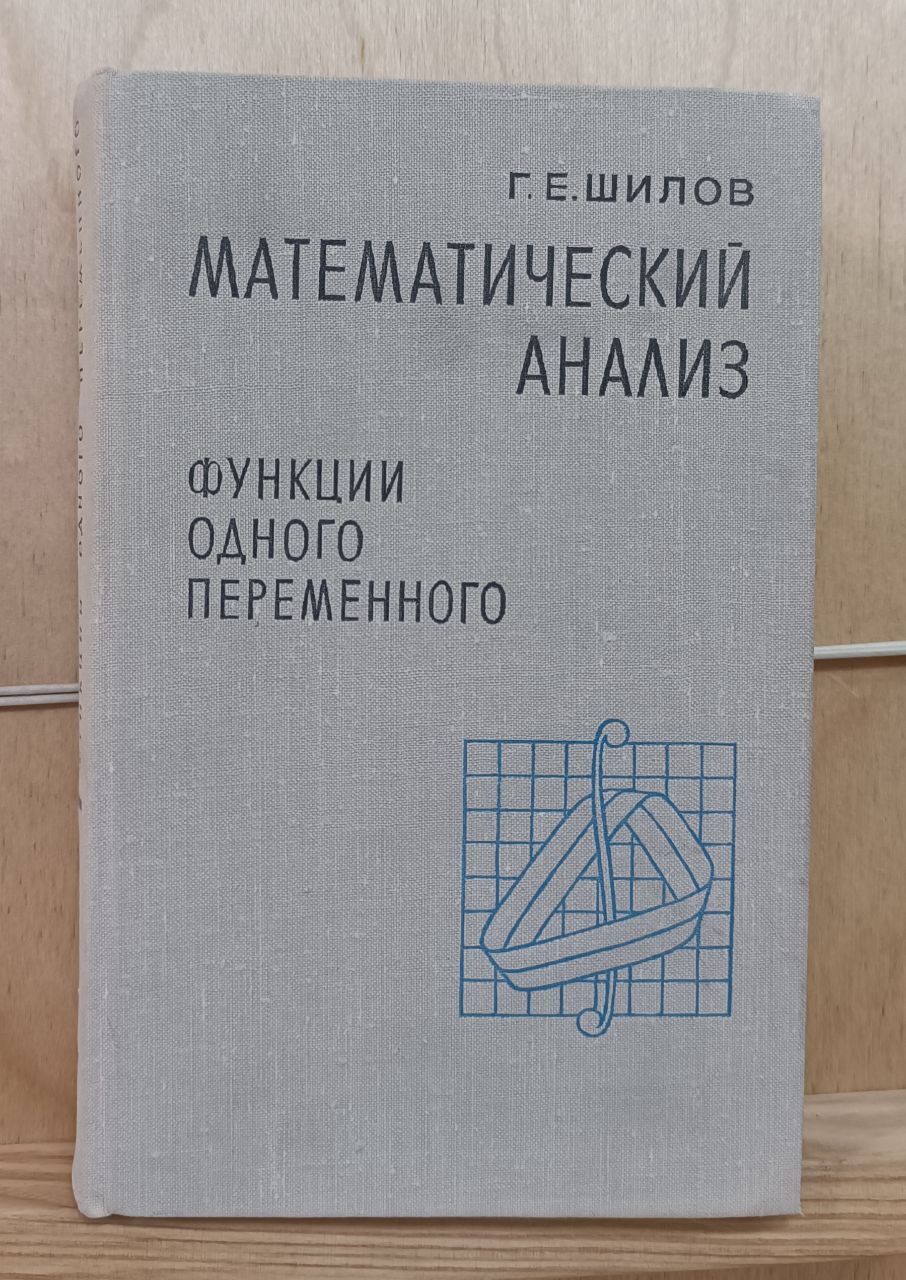 Г. Е. ШИЛОВ
МАТЕМАТИЧЕСКИЙ
АНАЛИЗ
ФУНКЦИИ
ОДНОГО
ПЕРЕМЕННОГО